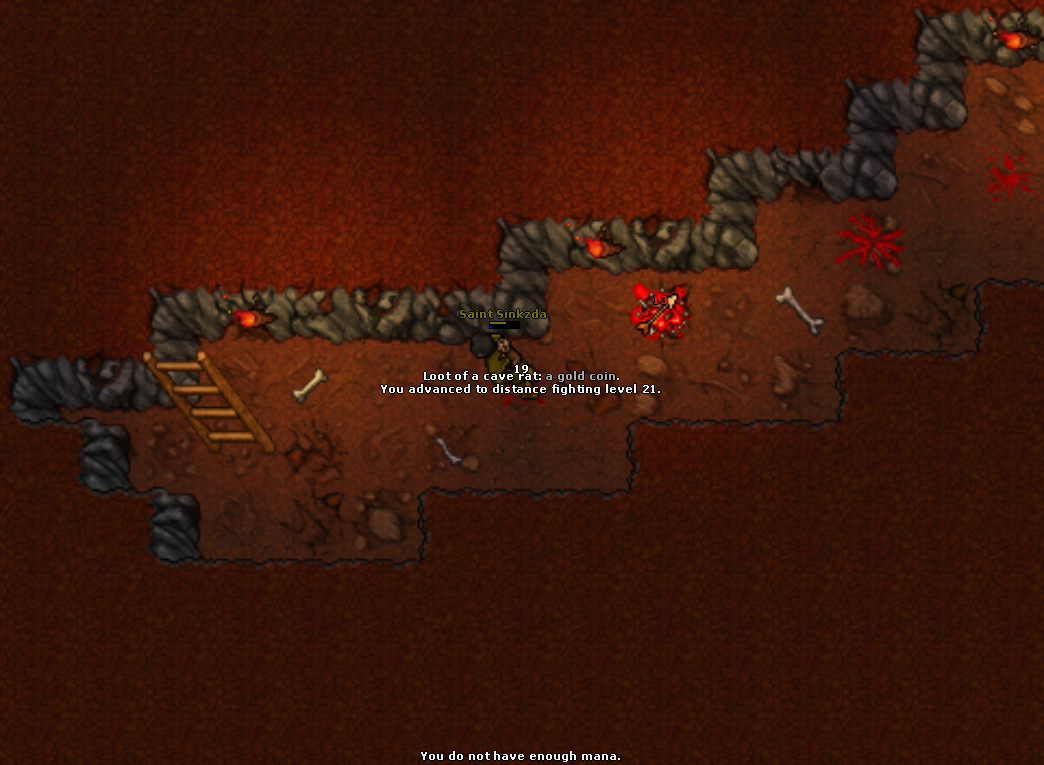 Saint Sinkzda
19
Loot of a cave rat: a gold coin.
You advanced to distance fighting level 21.
You do not have enough mana.